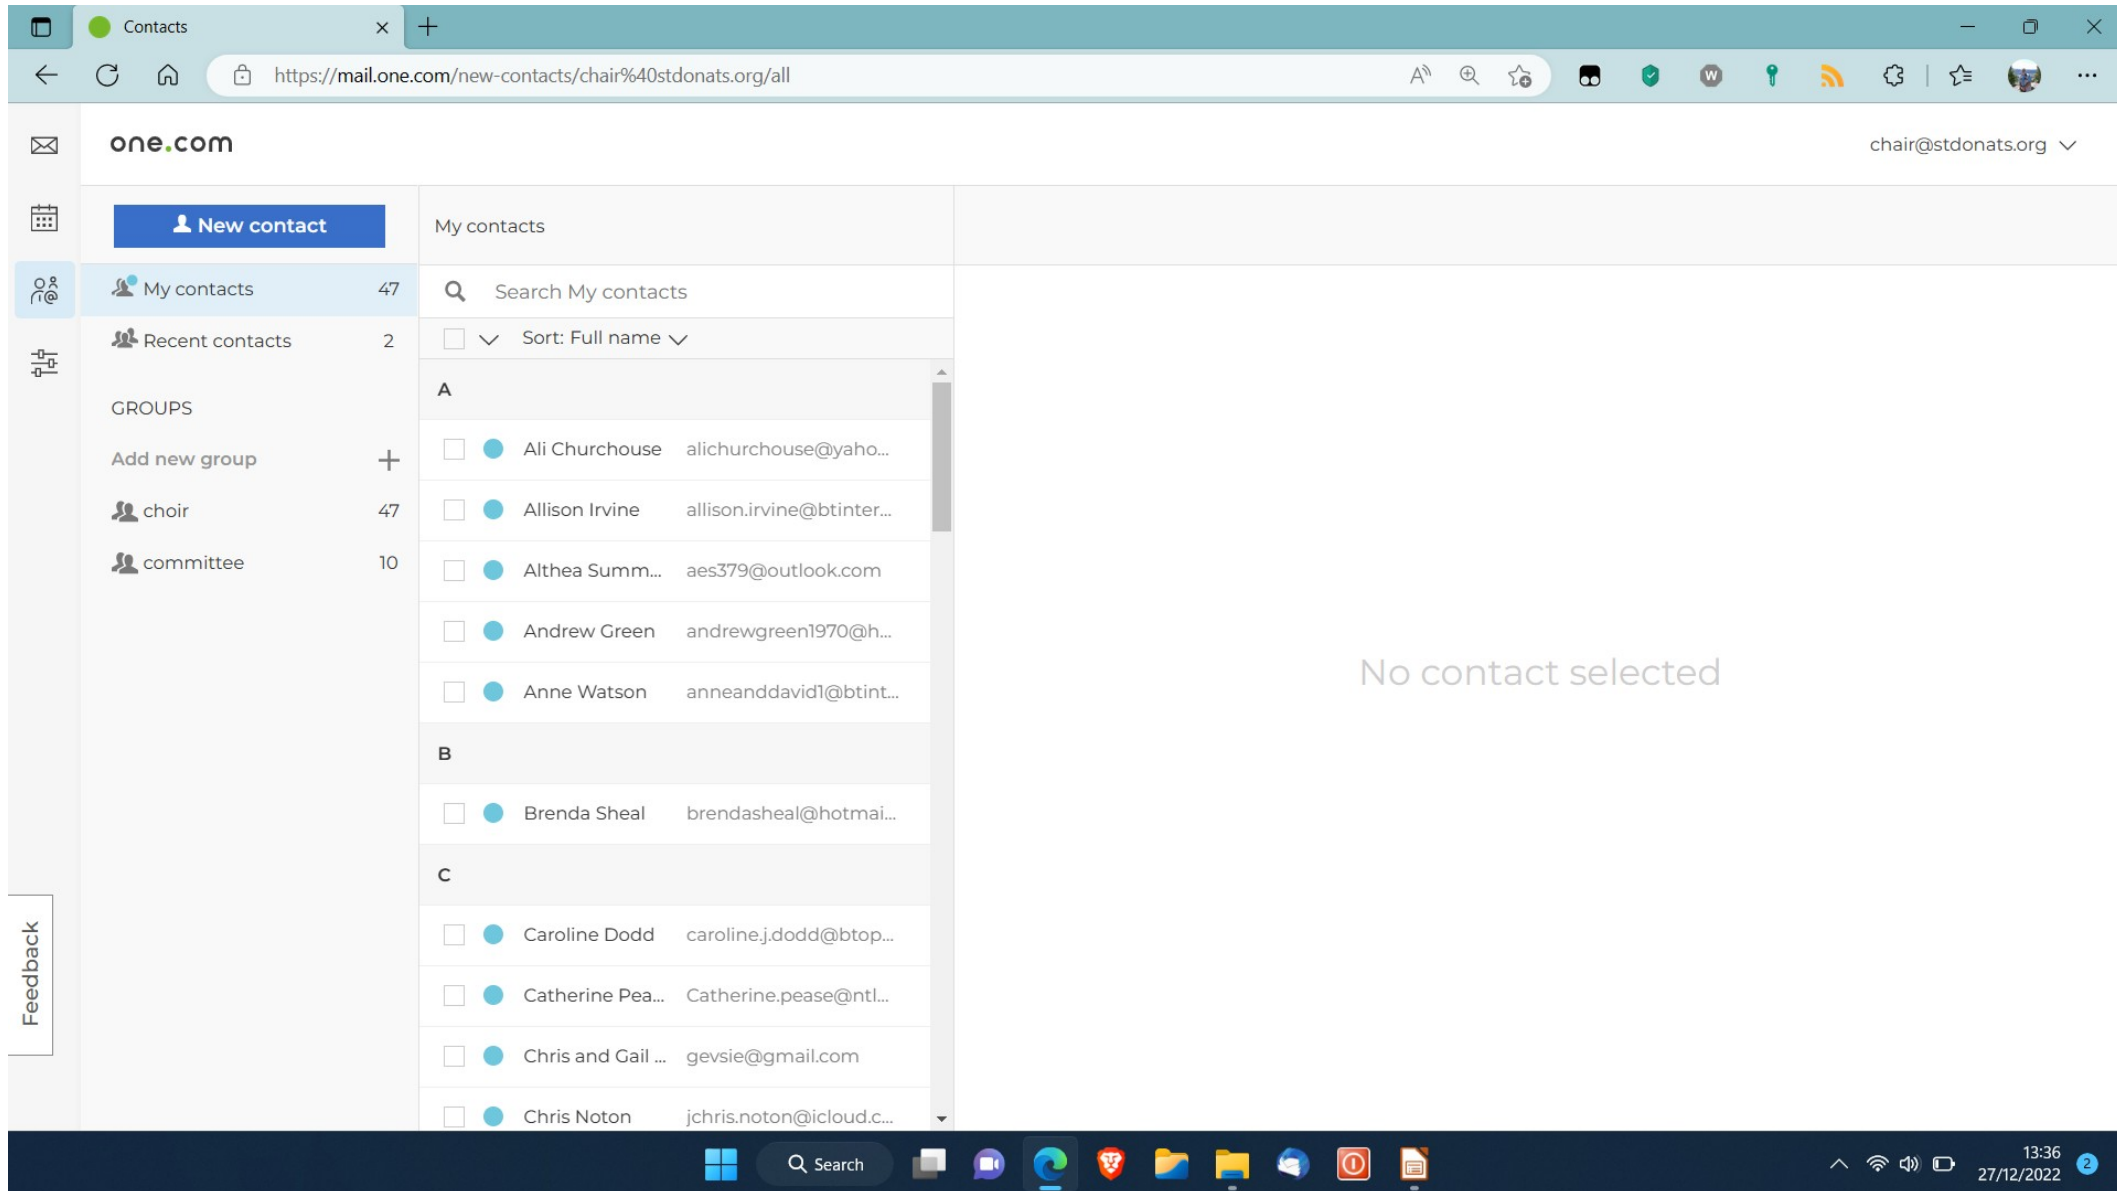 Contacts
https://mail.one.com/new-contacts/chair%40stdonats.org/all
one.com
chair@stdonats.org
New contact
My contacts 47
Recent contacts 2
GROUPS
Add new group
choir 47
committee 10
Feedback
My contacts
Search My contacts
Sort: Full name
A
Ali Churchouse alichurchouse@yaho...
Allison Irvine allison.irvine@btinter...
Althea Summ... aes379@outlook.com
Andrew Green andrewgreen1970@h...
Anne Watson anneanddavid1@btint...
B
Brenda Sheal brendasheal@hotmai...
C
Caroline Dodd caroline.j.dodd@btop...
Catherine Pea... Catherine.pease@ntl...
Chris and Gail ... gevsie@gmail.com
Chris Noton jchris.noton@icloud.c...
No contact selected
Search
13:36
27/12/2022
2